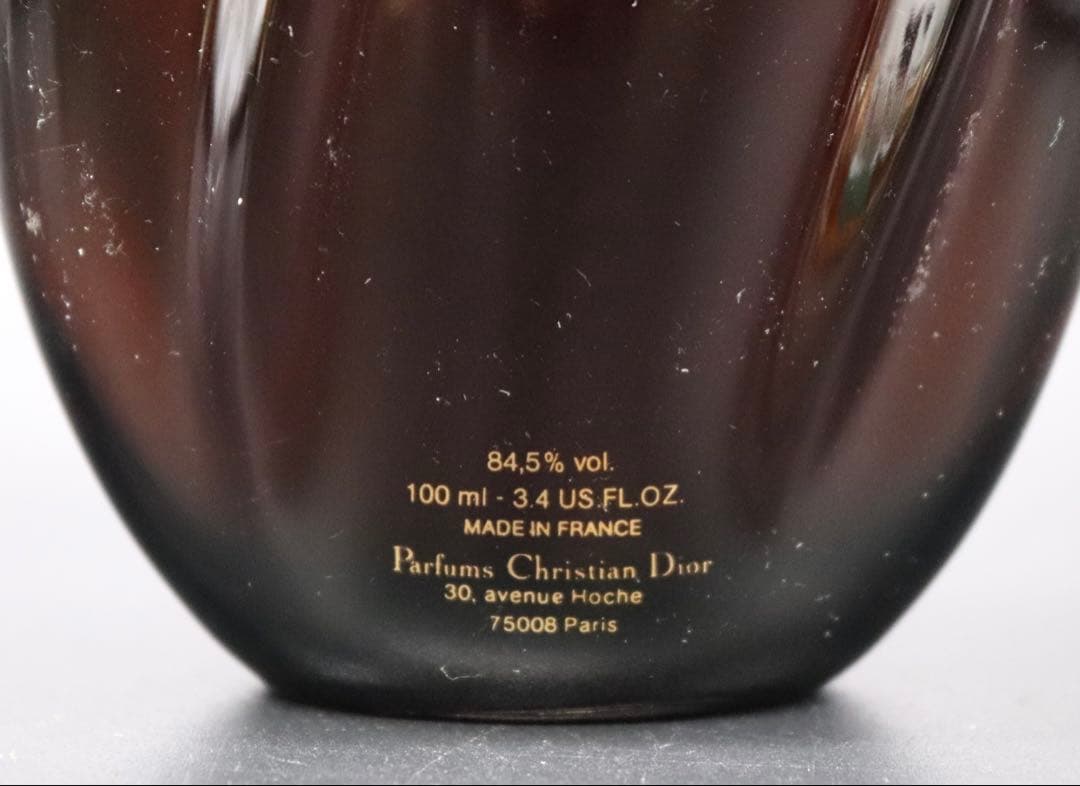 84,5% vol.
100 ml - 3.4 US.FL.OZ.
MADE IN FRANCE
Parfums Christian Dior
30, avenue Hoche
75008 Paris